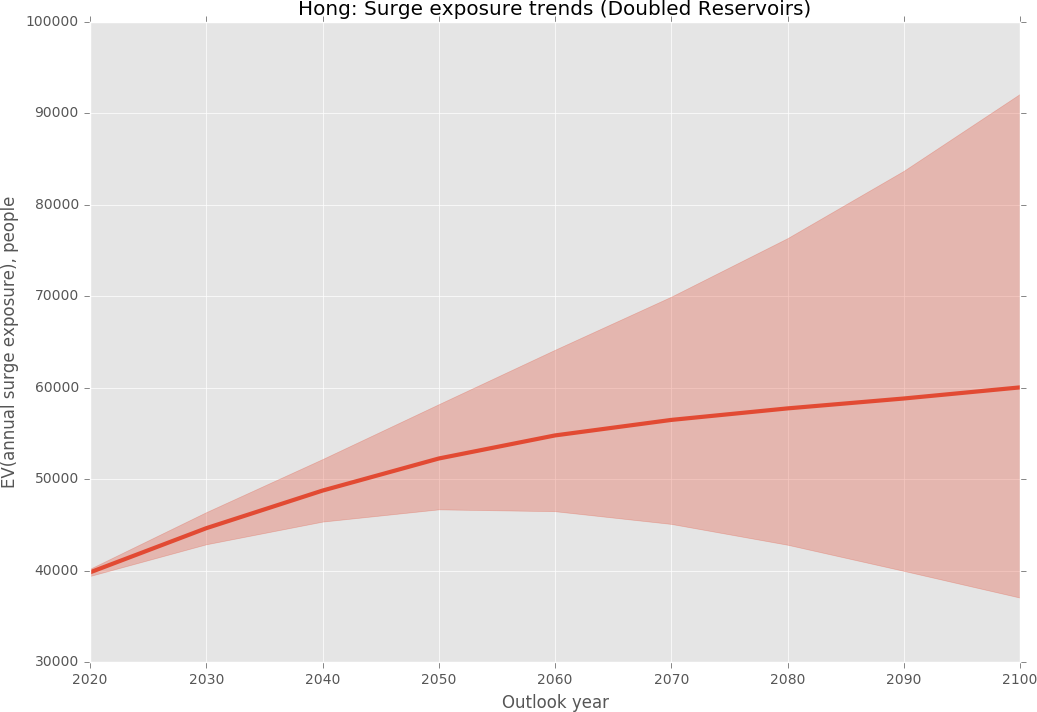 Hong: Surge exposure trends (Doubled Reservoirs)
100000
90000
80000
70000
60000
50000
40000
30000
EV(annual surge exposure), people
2020 2030 2040 2050 2060 2070 2080 2090 2100
Outlook year